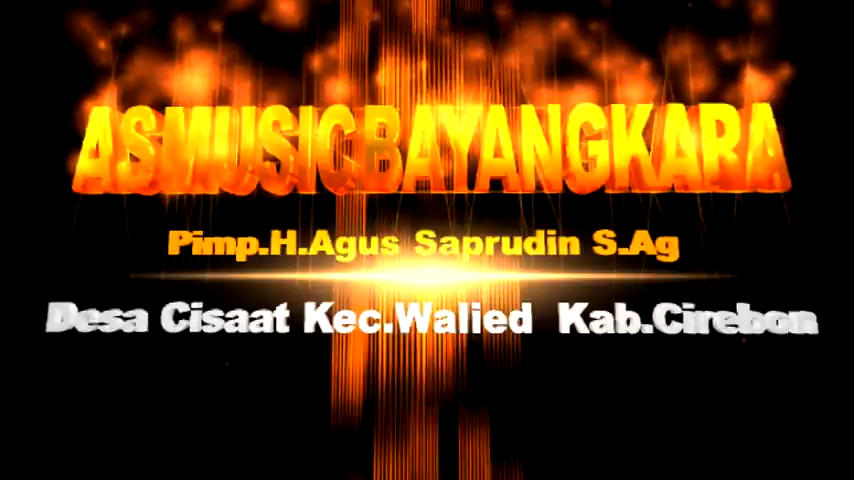 ASMUSICBAYANGKARA
Pimp.H.Agus Saprudin S.Ag
Desa Cisaat Kec.Walied Kab.Cirebon